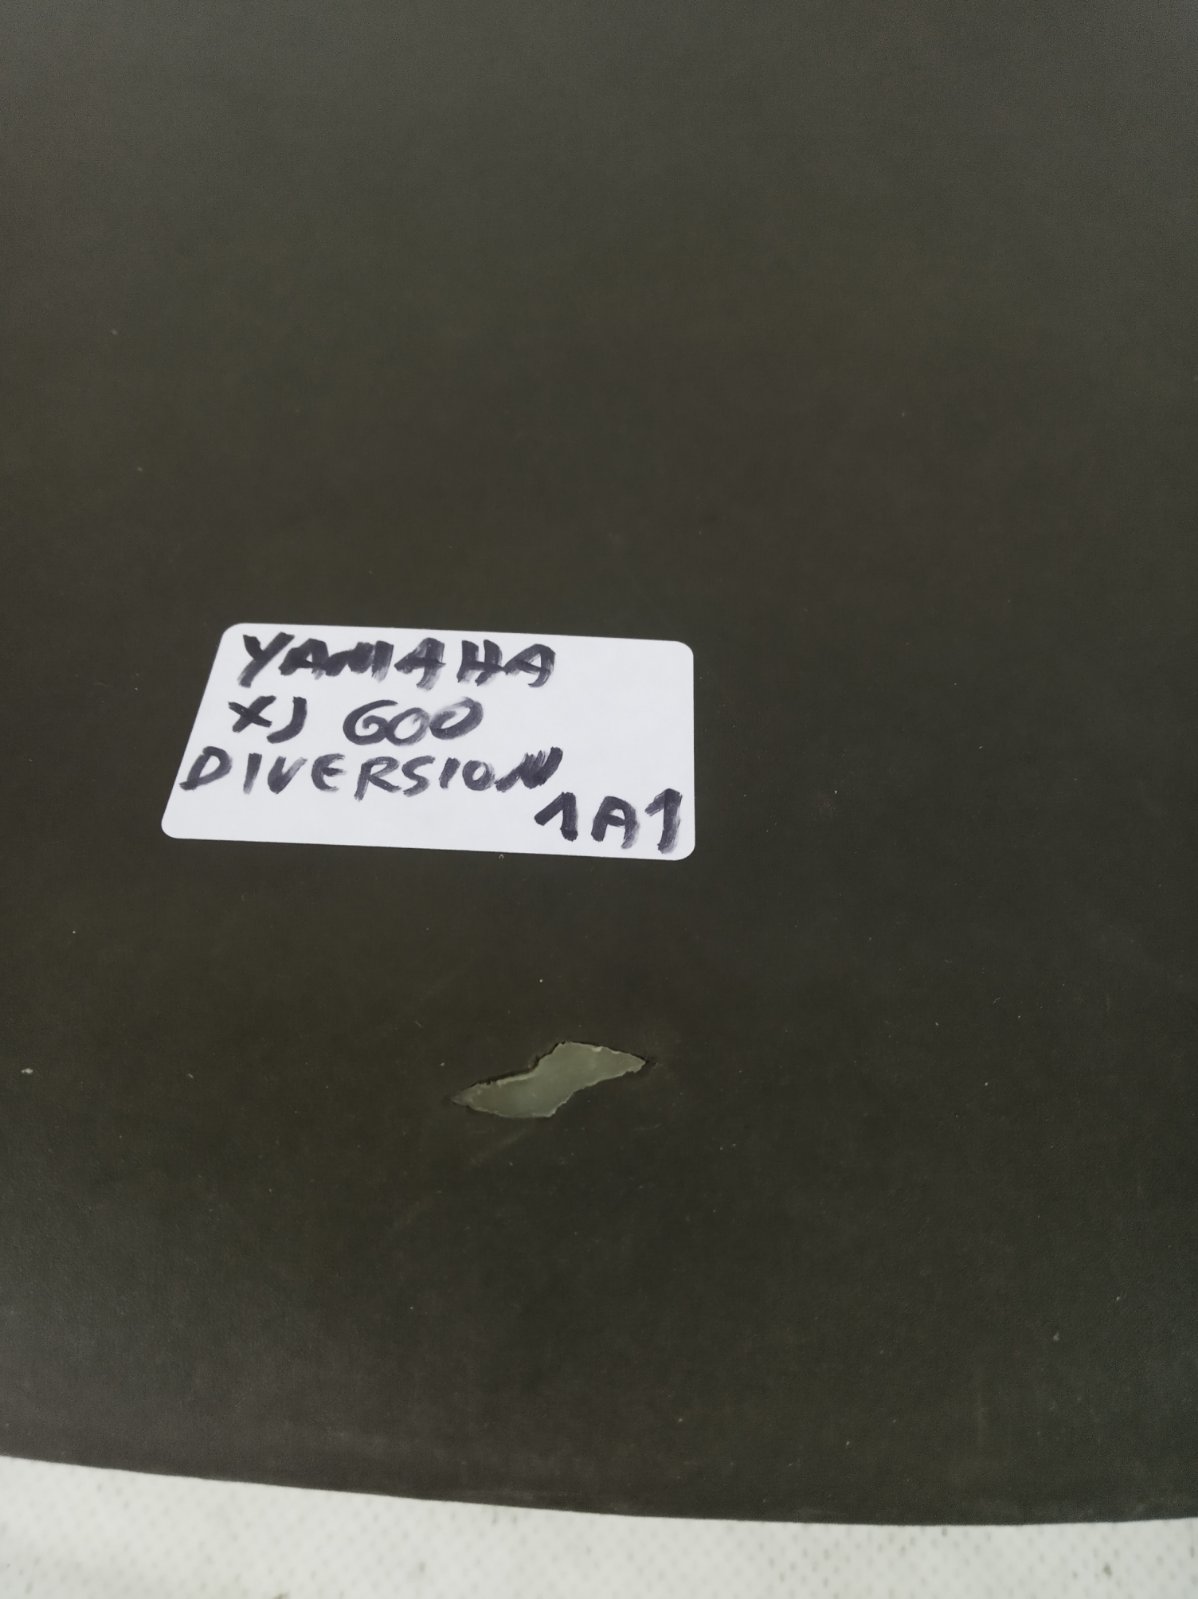 YAMAHA
XJ 600
DIVERSION
1A1